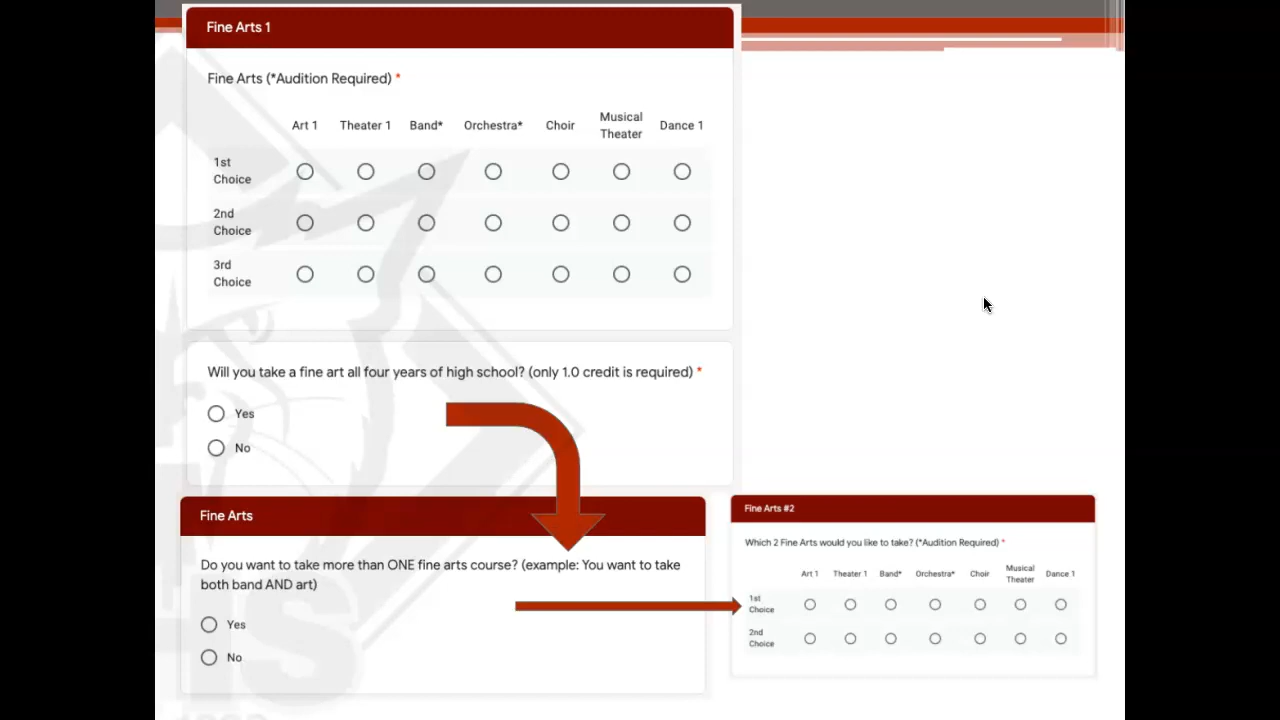 Fine Arts 1
Fine Arts (*Audition Required) *
Art 1 Theater 1 Band* Orchestra* Choir Musical Theater Dance 1
1st Choice
2nd Choice
3rd Choice
Will you take a fine art all four years of high school? (only 1.0 credit is required) *
Yes
No
Fine Arts
Do you want to take more than ONE fine arts course? (example: You want to take
both band AND art)
Yes
No
Fine Arts #2
Which 2 Fine Arts would you like to take? (*Audition Required) *
Art 1 Theater 1 Band* Orchestra* Choir Musical Theater Dance 1
1st Choice
2nd Choice